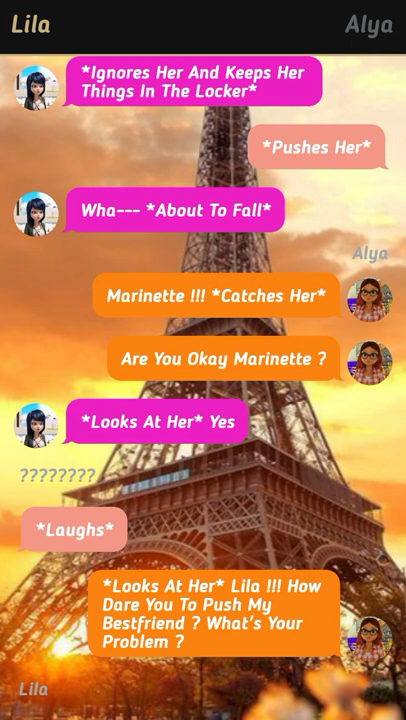 Lila
Alya
*Ignores Her And Keeps Her
Things In The Locker*
*Pushes Her*
Wha--- *About To Fall*
Alya
Marinette !!! *Catches Her*
Are You Okay Marinette ?
*Looks At Her* Yes
????????
*Laughs*
*Looks At Her* Lila !!! How
Dare You To Push My
Bestfriend ? What's Your
Problem ?
Lila